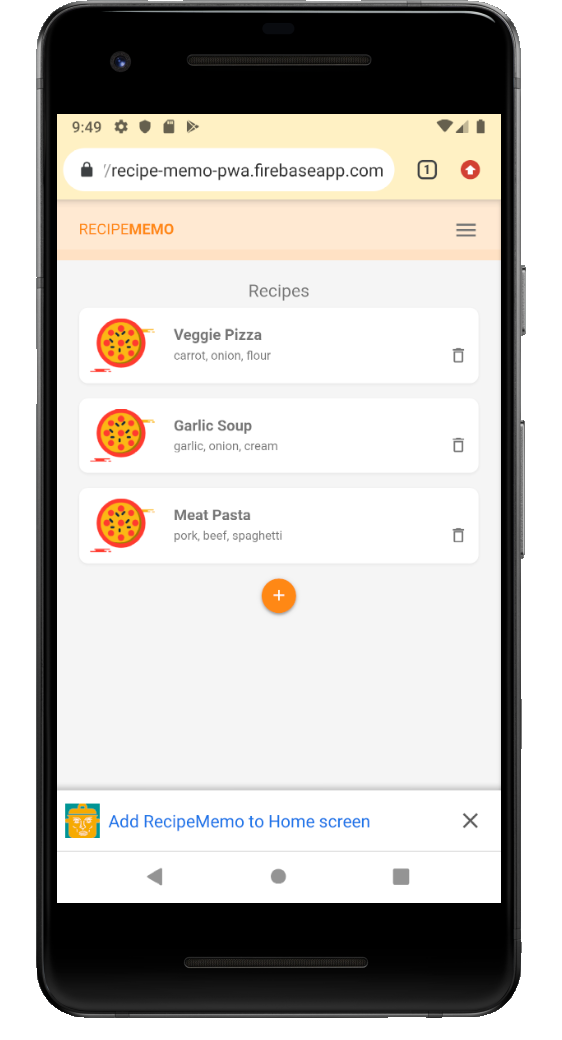 9:49
//recipe-memo-pwa.firebaseapp.com 1
RECIPEMEMO
Recipes
Veggie Pizza
carrot, onion, flour
Garlic Soup
garlic, onion, cream
Meat Pasta
pork, beef, spaghetti
+
Add RecipeMemo to Home screen